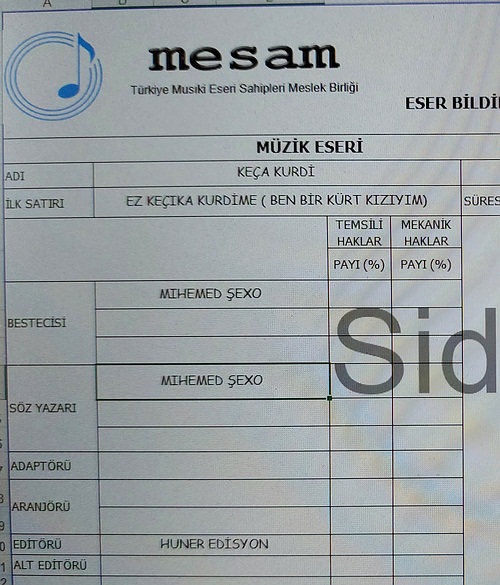 A
mesam
Türkiye Musıki Eseri Sahipleri Meslek Birliği
ESER BİLDİ
MÜZİK ESERİ
ADI KEÇA KURDİ
İLK SATIRI EZ KEÇIKA KURDİME ( BEN BİR KÜRT KIZIYIM) SÜRES
TEMSİLİ HAKLAR MEKANİK HAKLAR
PAYI (%) PAYI (%)
BESTECİSİ MIHEMED ŞEXO
Sid
SÖZ YAZARI MIHEMED ŞEXO
ADAPTÖRÜ
ARANJÖRÜ
EDİTÖRÜ HUNER EDİSYON
ALT EDİTÖRÜ